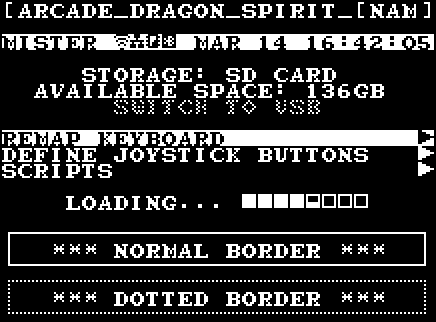 [ARCADE_DRAGON_SPIRIT_[NAM]
MISTER MAR 14 16:42:05
STORAGE: SD CARD
AVAILABLE SPACE: 136GB
SWITCH TO USB
REMAP KEYBOARD
DEFINE JOYSTICK BUTTONS
SCRIPTS
LOADING...
*** NORMAL BORDER ***
*** DOTTED BORDER ***